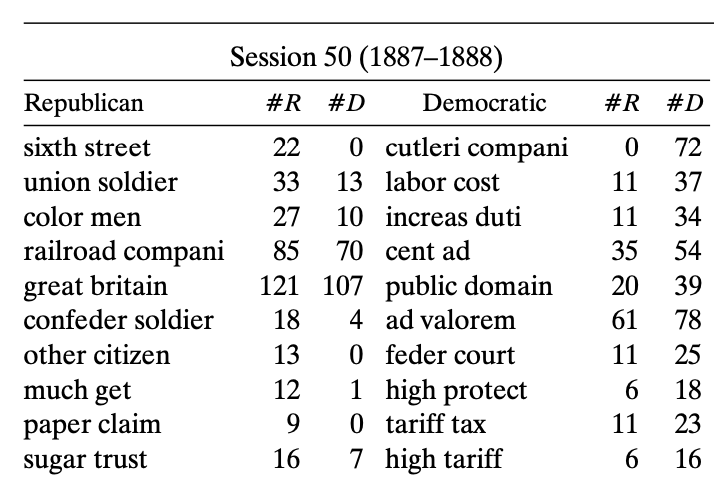 Session 50 (1887–1888)
Republican #R #D Democratic #R #D
sixth street 22 0 cutleri compani 0 72
union soldier 33 13 labor cost 11 37
color men 27 10 increas duti 11 34
railroad compani 85 70 cent ad 35 54
great britain 121 107 public domain 20 39
confeder soldier 18 4 ad valorem 61 78
other citizen 13 0 feder court 11 25
much get 12 1 high protect 6 18
paper claim 9 0 tariff tax 11 23
sugar trust 16 7 high tariff 6 16